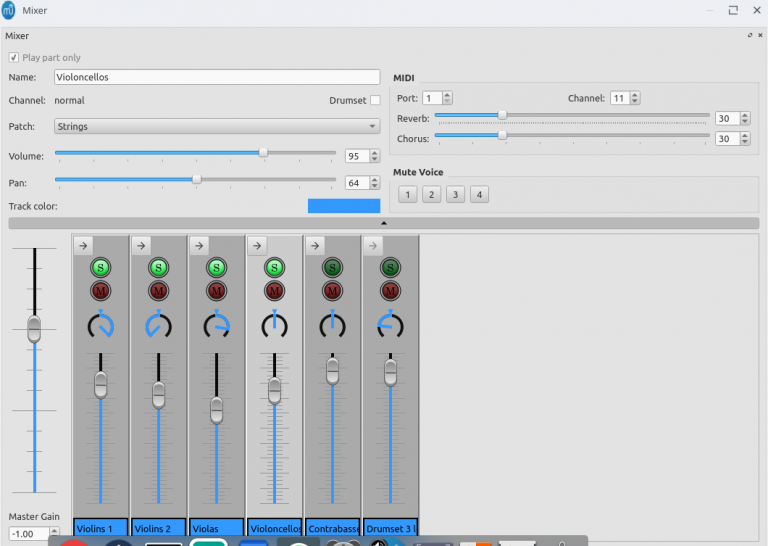 Mixer
Mixer
Play part only
Name: Violoncellos
Channel: normal Drumset
Patch: Strings
Volume: 95
Pan: 64
Track color:
MIDI
Port: 1 Channel: 11
Reverb: 30
Chorus: 30
Mute Voice
1 2 3 4
S S S S S S
M M M M M M
Master Gain
-1.00
Violins 1 Violins 2 Violas Violoncellos Contrabass Drumset 3 l